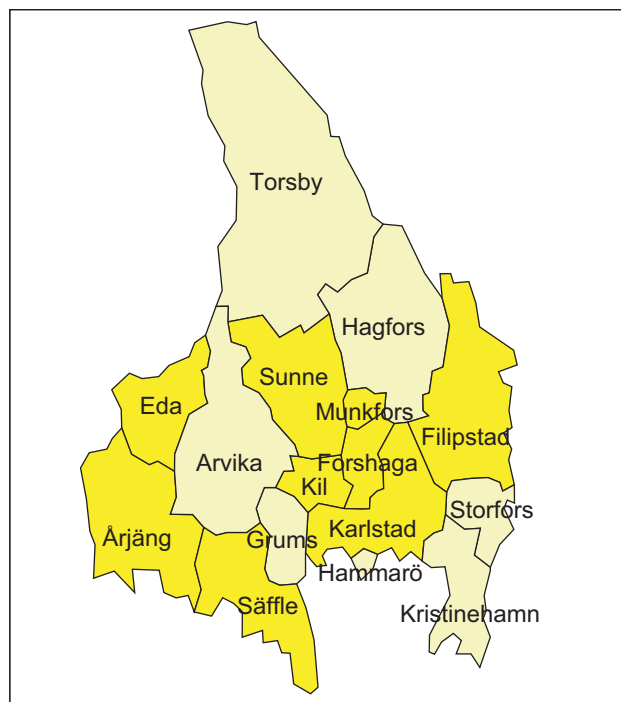 Torsby
Hagfors
Sunne
Eda
Munkfors
Filipstad
Arvika
Forshaga
Kil
Storfors
Årjäng
Grums
Karlstad
Hammarö
Säffle
Kristinehamn